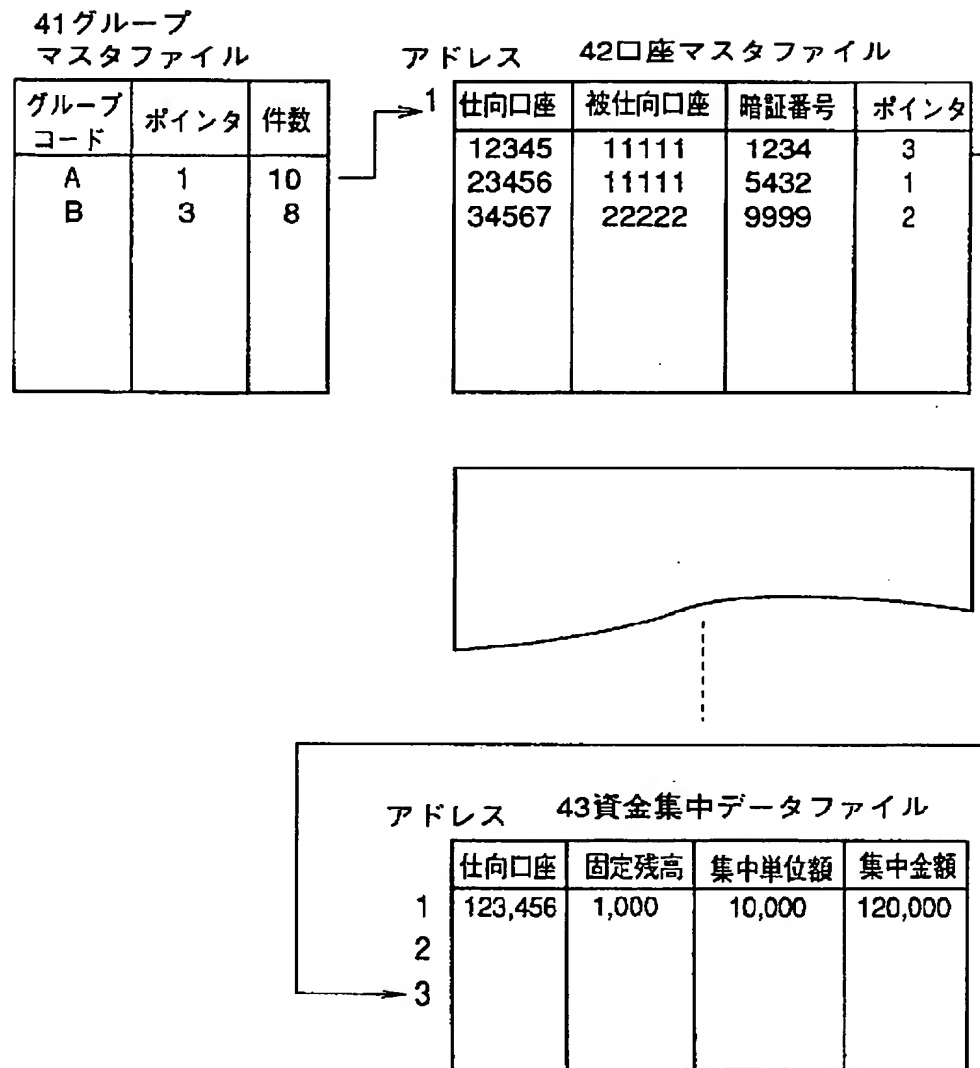 41グループ
マスタファイル
グループ
コード ポインタ 件数
A 1 10
B 3 8
アドレス 42口座マスタファイル
1 仕向口座 被仕向口座 暗証番号 ポインタ
12345 11111 1234 3
23456 11111 5432 1
34567 22222 9999 2
アドレス 43資金集中データファイル
仕向口座 固定残高 集中単位額 集中金額
1 123,456 1,000 10,000 120,000
2
3